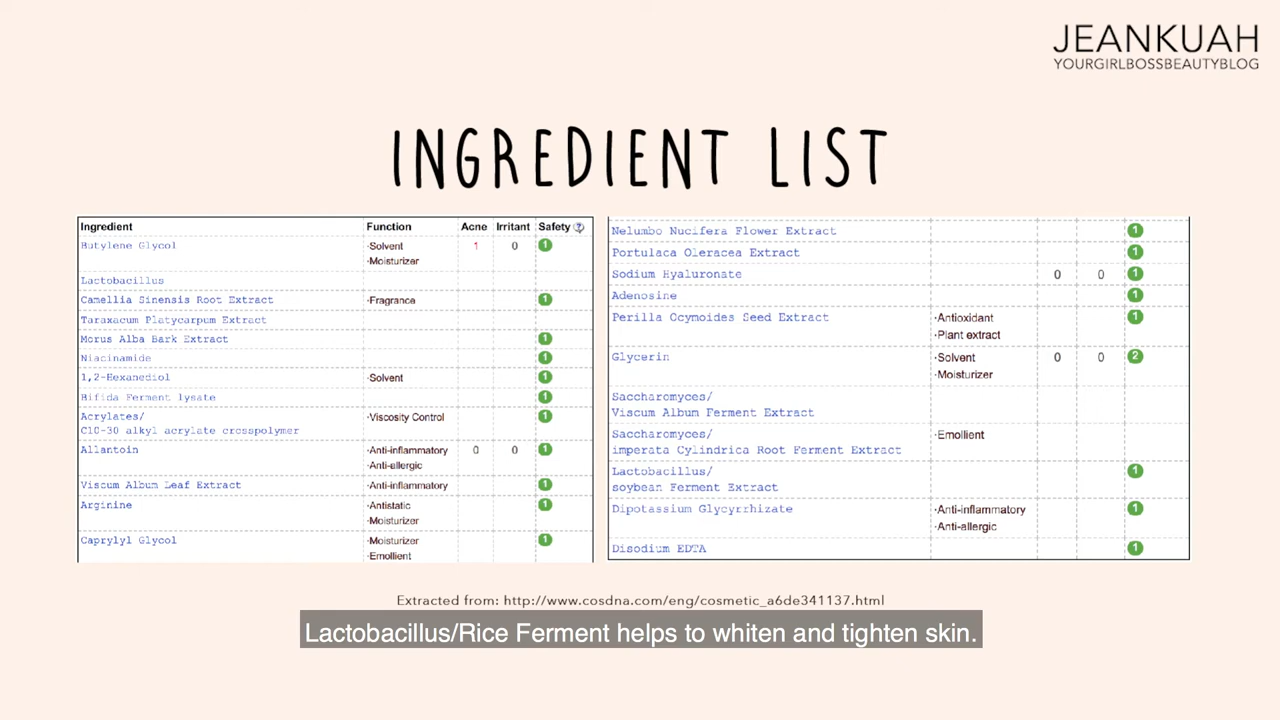 JEANKUAH
YOURGIRLBOSSBEAUTYBLOG
INGREDIENT LIST
Ingredient Function Acne Irritant Safety ?
Butylene Glycol ·Solvent 1 0 1
·Moisturizer
Lactobacillus
Camellia Sinensis Root Extract ·Fragrance 1
Taraxacum Platycarpum Extract
Morus Alba Bark Extract 1
Niacinamide 1
1,2-Hexanediol ·Solvent 1
Bifida Ferment lysate 1
Acrylates/ ·Viscosity Control 1
C10-30 alkyl acrylate crosspolymer
Allantoin ·Anti-inflammatory 0 0 1
·Anti-allergic
Viscum Album Leaf Extract ·Anti-inflammatory 1
Arginine ·Antistatic 1
·Moisturizer
Caprylyl Glycol ·Moisturizer 1
·Emollient
Nelumbo Nucifera Flower Extract 1
Portulaca Oleracea Extract 1
Sodium Hyaluronate 0 0 1
Adenosine 1
Perilla Ocymoides Seed Extract ·Antioxidant 1
·Plant extract
Glycerin ·Solvent 0 0 2
·Moisturizer
Saccharomyces/
Viscum Album Ferment Extract
Saccharomyces/ ·Emollient
imperata Cylindrica Root Ferment Extract
Lactobacillus/ 1
soybean Ferment Extract
Dipotassium Glycyrrhizate ·Anti-inflammatory 1
·Anti-allergic
Disodium EDTA 1
Extracted from: http://www.cosdna.com/eng/cosmetic_a6de341137.html
Lactobacillus/Rice Ferment helps to whiten and tighten skin.